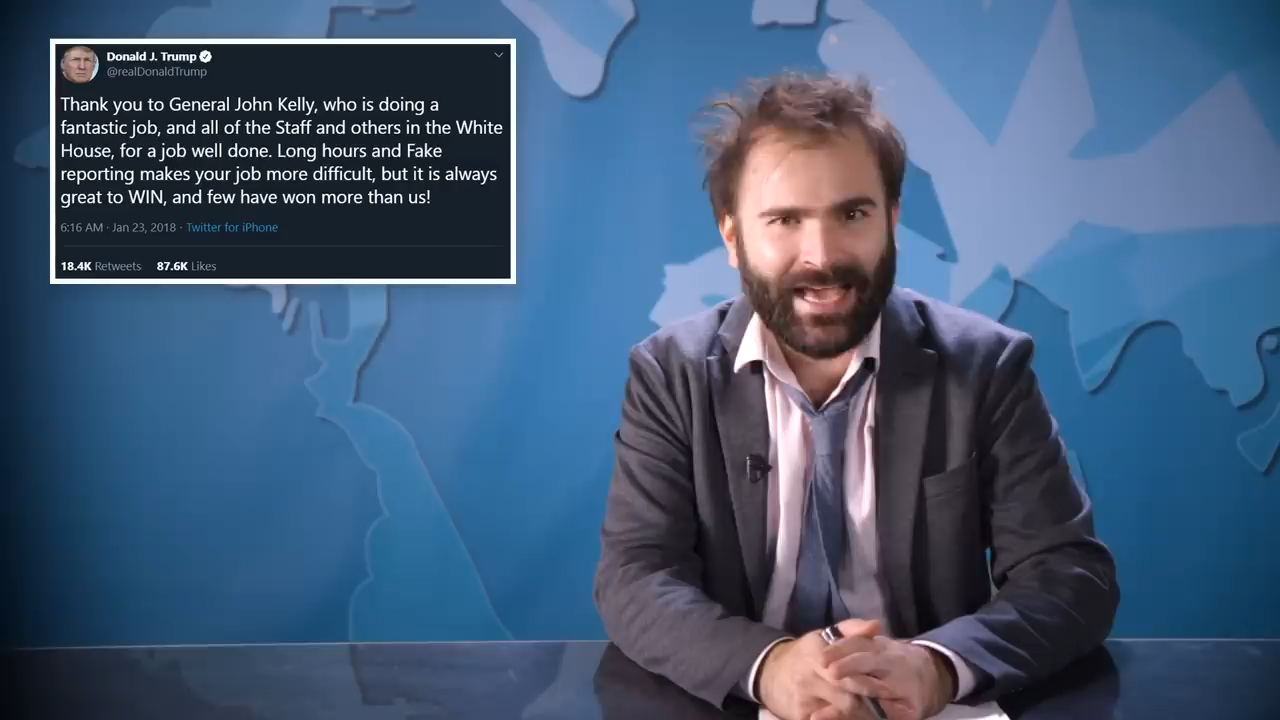 Donald J. Trump
@realDonaldTrump
Thank you to General John Kelly, who is doing a
fantastic job, and all of the Staff and others in the White
House, for a job well done. Long hours and Fake
reporting makes your job more difficult, but it is always
great to WIN, and few have won more than us!
6:16 AM · Jan 23, 2018 · Twitter for iPhone
18.4K Retweets 87.6K Likes